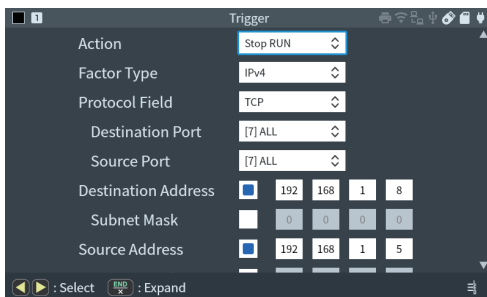 1 Trigger
Action Stop RUN
Factor Type IPv4
Protocol Field TCP
Destination Port [7] ALL
Source Port [7] ALL
Destination Address 192 168 1 8
Subnet Mask 0 0 0 0
Source Address 192 168 1 5
: Select END × : Expand